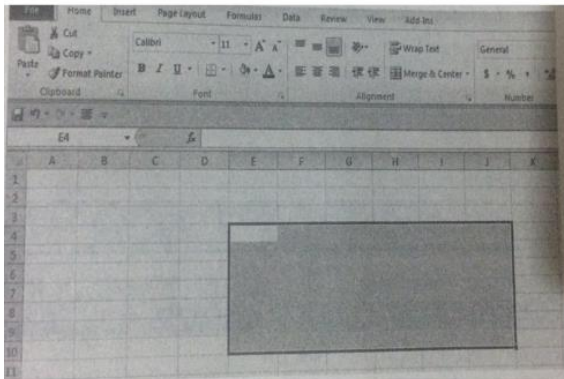 File Home Insert Page Layout Formulas Data Review View Add-Ins
Cut
Copy
Paste
Format Painter
Calibri 11 A A
Wrap Text
General
B I U A
Merge & Center
$ % ,
Clipboard Font Alignment Number
E4 fx
A B C D E F G H I J K
1
2
3
4
5
6
7
8
9
10
11